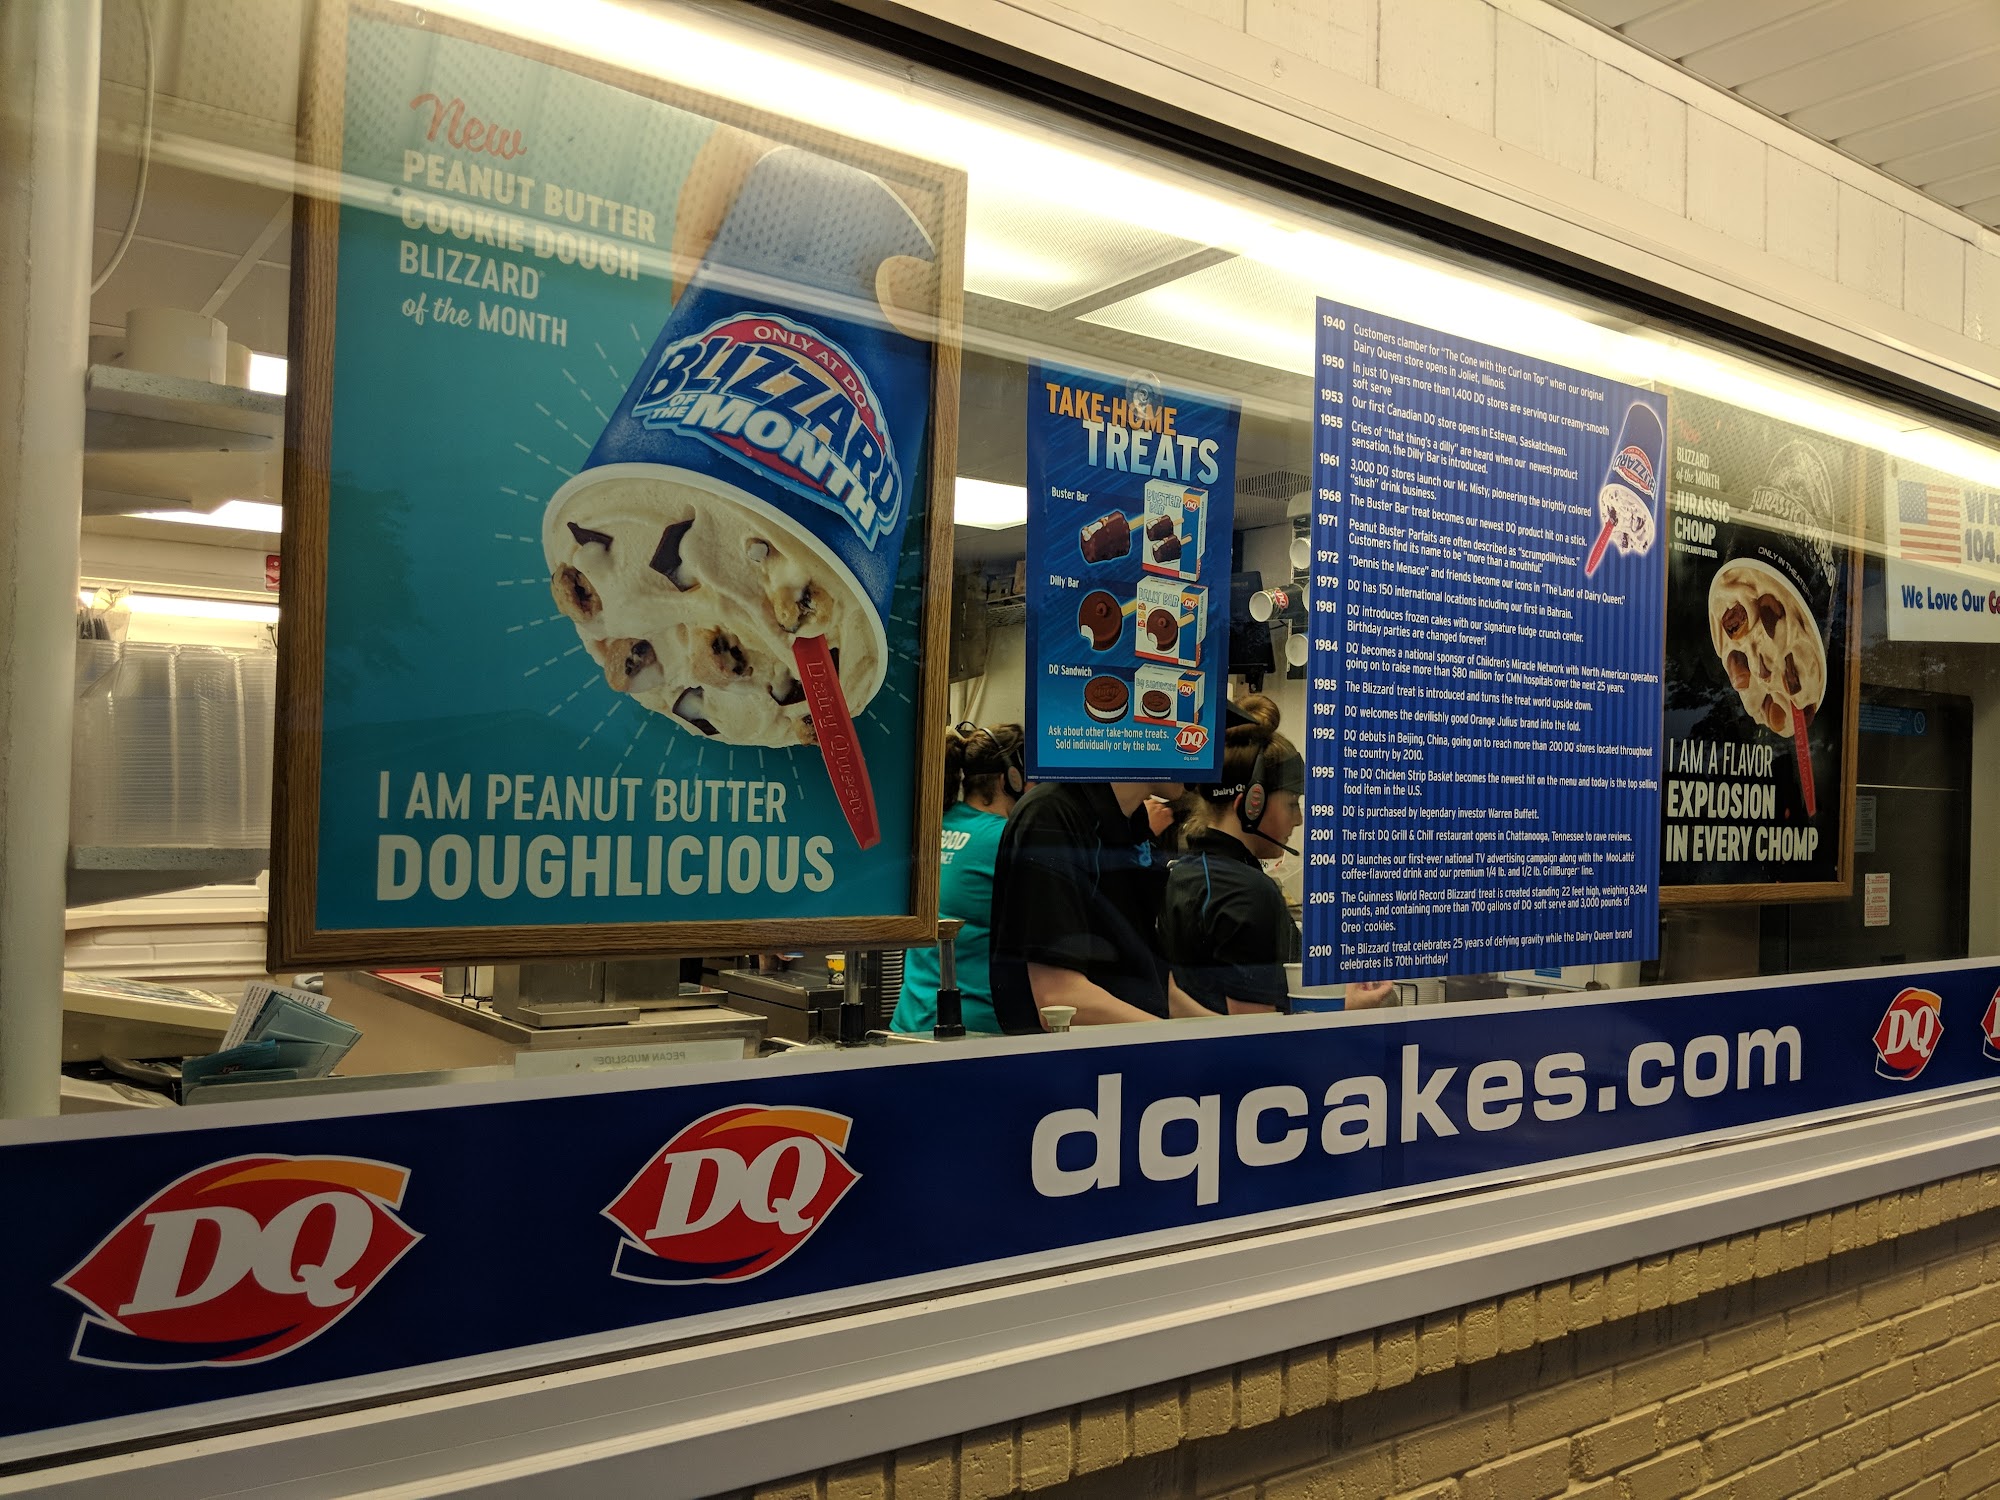 New
PEANUT BUTTER
COOKIE DOUGH
BLIZZARD®
of the MONTH
ONLY AT DQ
BLIZZARD
OF THE
MONTH
Dairy Queen
I AM PEANUT BUTTER
DOUGHLICIOUS
TAKE-HOME
TREATS
Buster Bar
BUSTER BAR
DQ
Dilly Bar
DILLY BAR
DQ
DQ Sandwich
DQ SANDWICH
DQ
Ask about other take-home treats.
Sold individually or by the box.
DQ
dq.com
Dairy Q
1940 Customers clamber for "The Cone with the Curl on Top" when our original
Dairy Queen store opens in Joliet, Illinois.
1950 In just 10 years more than 1,400 DQ stores are serving our creamy-smooth
soft serve
1953 Our first Canadian DQ store opens in Estevan, Saskatchewan.
1955 Cries of "that thing's a dilly" are heard when our newest product
sensation, the Dilly Bar is introduced.
1961 3,000 DQ stores launch our Mr. Misty, pioneering the brightly colored
"slush" drink business.
1968 The Buster Bar treat becomes our newest DQ product hit on a stick.
1971 Peanut Buster Parfaits are often described as "scrumpdillyishus."
Customers find its name to be "more than a mouthful"
1972 "Dennis the Menace" and friends become our icons in "The Land of Dairy Queen."
1979 DQ has 150 international locations including our first in Bahrain.
1981 DQ introduces frozen cakes with our signature fudge crunch center.
Birthday parties are changed forever!
1984 DQ becomes a national sponsor of Children's Miracle Network with North American operators
going on to raise more than $80 million for CMN hospitals over the next 25 years.
1985 The Blizzard treat is introduced and turns the treat world upside down.
1987 DQ welcomes the devilishly good Orange Julius brand into the fold.
1992 DQ debuts in Beijing, China, going on to reach more than 200 DQ stores located throughout
the country by 2010.
1995 The DQ Chicken Strip Basket becomes the newest hit on the menu and today is the top selling
food item in the U.S.
1998 DQ is purchased by legendary investor Warren Buffett.
2001 The first DQ Grill & Chill restaurant opens in Chattanooga, Tennessee to rave reviews.
2004 DQ launches our first-ever national TV advertising campaign along with the MooLatté
coffee-flavored drink and our premium 1/4 lb. and 1/2 lb. GrillBurger line.
2005 The Guinness World Record Blizzard treat is created standing 22 feet high, weighing 8,244
pounds, and containing more than 700 gallons of DQ soft serve and 3,000 pounds of
Oreo cookies.
2010 The Blizzard treat celebrates 25 years of defying gravity while the Dairy Queen brand
celebrates its 70th birthday!
BLIZZARD
BLIZZARD
of the MONTH
JURASSIC
CHOMP
WITH PEANUT BUTTER
JURASSIC
ONLY IN THEATERS
I AM A FLAVOR
EXPLOSION
IN EVERY CHOMP
104.
We Love Our
PECAN MUDSLIDE
DQ
DQ
dqcakes.com
DQ